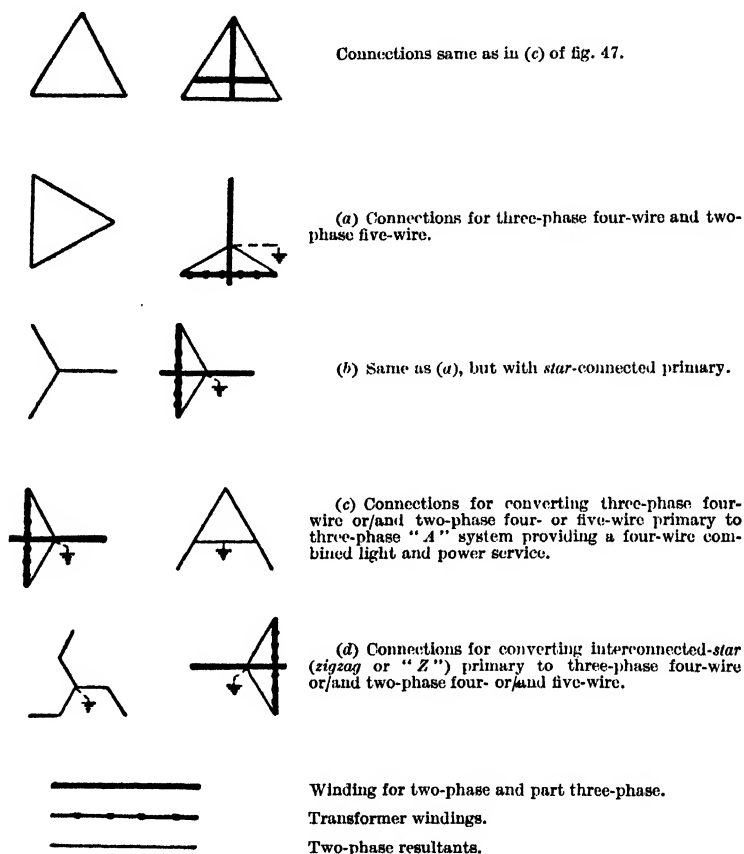 Connections same as in (c) of fig. 47.
(a) Connections for three-phase four-wire and two-
phase five-wire.
(b) Same as (a), but with star-connected primary.
(c) Connections for converting three-phase four-
wire or/and two-phase four- or five-wire primary to
three-phase “A” system providing a four-wire com-
bined light and power service.
(d) Connections for converting interconnected-star
(zigzag or “Z”) primary to three-phase four-wire
or/and two-phase four- or/and five-wire.
Winding for two-phase and part three-phase.
Transformer windings.
Two-phase resultants.